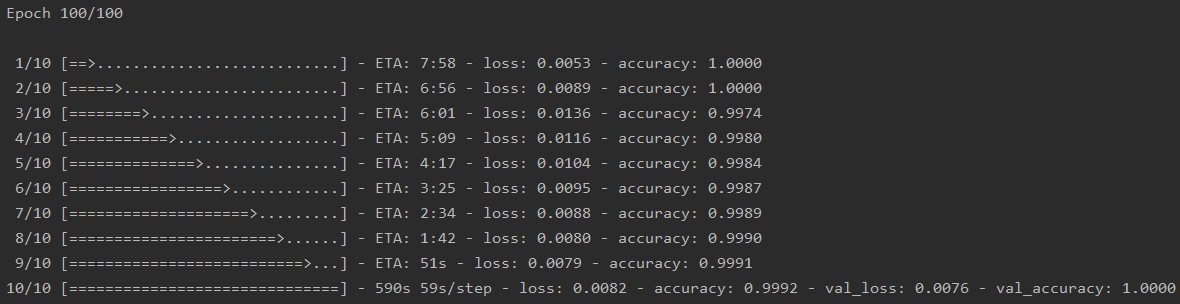 Epoch 100/100
1/10 [==>...........................] - ETA: 7:58 - loss: 0.0053 - accuracy: 1.0000
2/10 [=====>........................] - ETA: 6:56 - loss: 0.0089 - accuracy: 1.0000
3/10 [========>.....................] - ETA: 6:01 - loss: 0.0136 - accuracy: 0.9974
4/10 [===========>..................] - ETA: 5:09 - loss: 0.0116 - accuracy: 0.9980
5/10 [==============>...............] - ETA: 4:17 - loss: 0.0104 - accuracy: 0.9984
6/10 [=================>............] - ETA: 3:25 - loss: 0.0095 - accuracy: 0.9987
7/10 [====================>.........] - ETA: 2:34 - loss: 0.0088 - accuracy: 0.9989
8/10 [=======================>......] - ETA: 1:42 - loss: 0.0080 - accuracy: 0.9990
9/10 [==========================>...] - ETA: 51s - loss: 0.0079 - accuracy: 0.9991
10/10 [==============================] - 590s 59s/step - loss: 0.0082 - accuracy: 0.9992 - val_loss: 0.0076 - val_accuracy: 1.0000